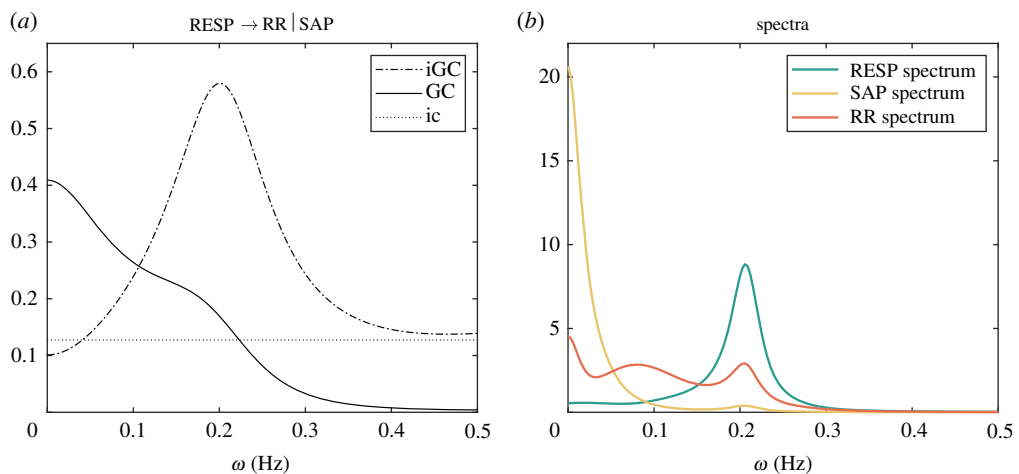 (a)
RESP → RR | SAP
0.6
0.5
0.4
0.3
0.2
0.1
0
0.1
0.2
0.3
0.4
0.5
ω (Hz)
iGC
GC
ic
(b)
spectra
20
15
10
5
0
0.1
0.2
0.3
0.4
0.5
ω (Hz)
RESP spectrum
SAP spectrum
RR spectrum